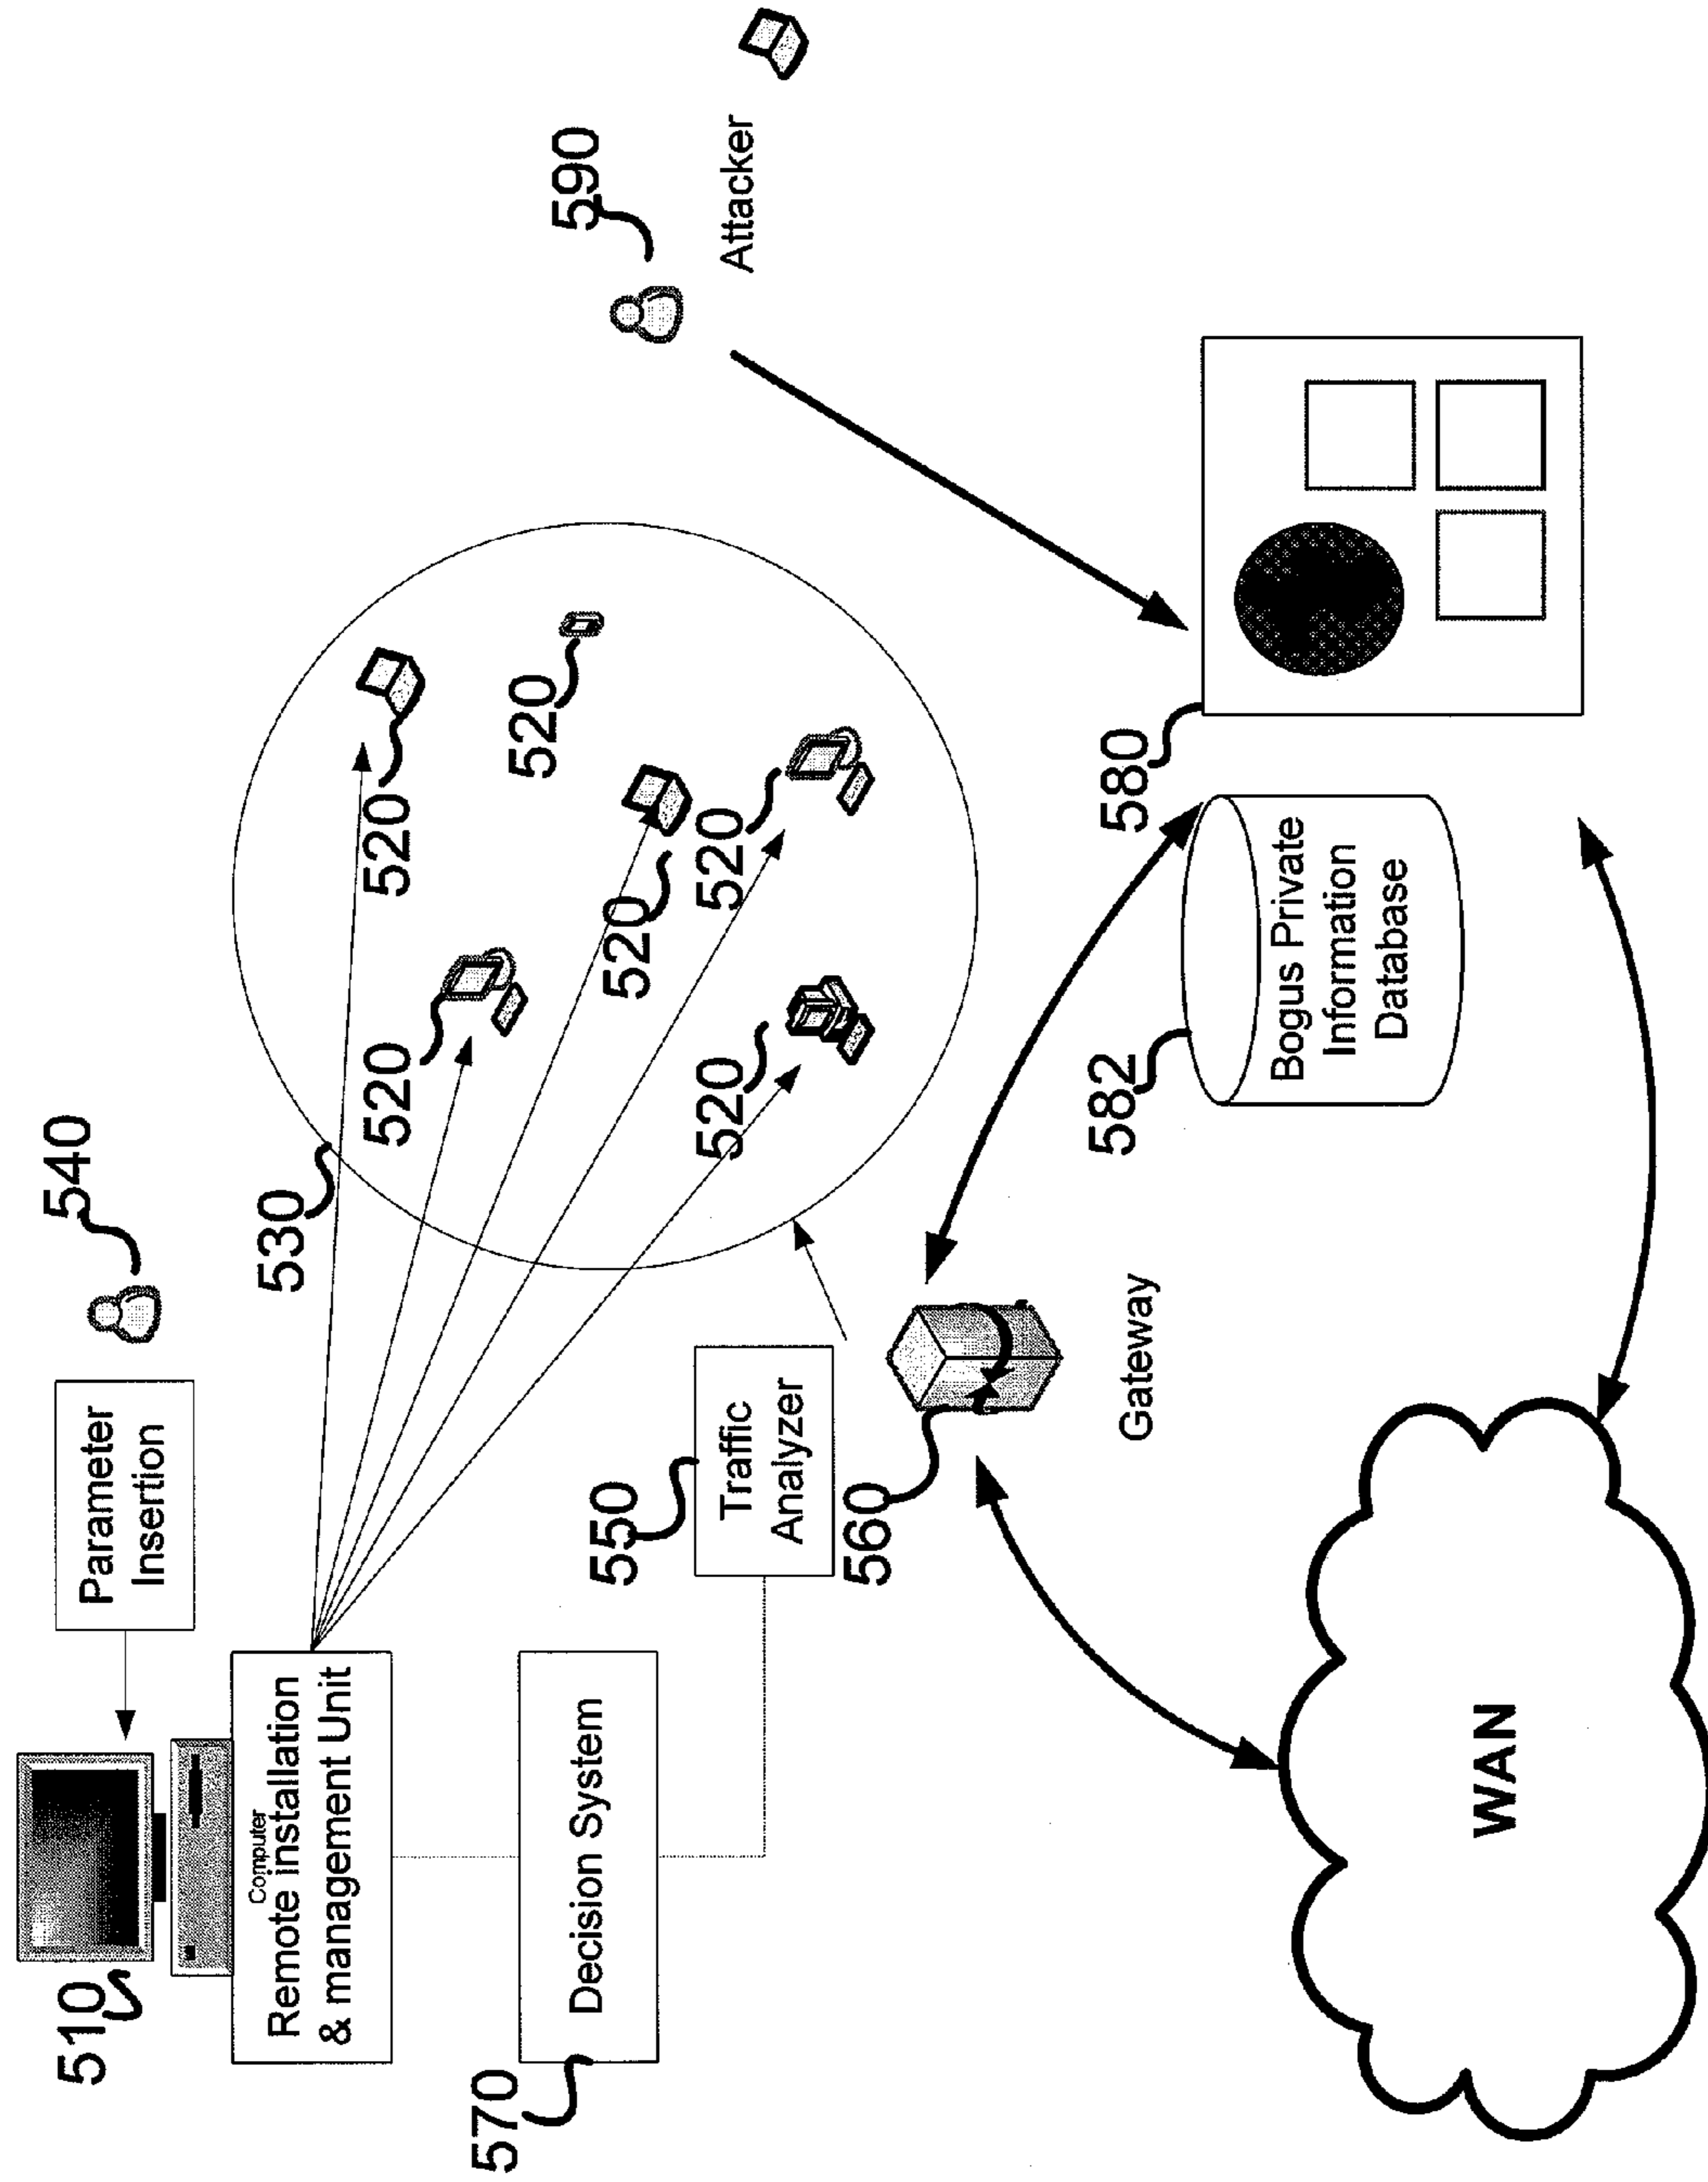 510
Parameter
Insertion
540
Computer
Remote installation
& management Unit
530
520
520
520
520
520
520
590
Attacker
570
Decision System
550
Traffic
Analyzer
560
Gateway
580
582
Bogus Private
Information
Database
WAN